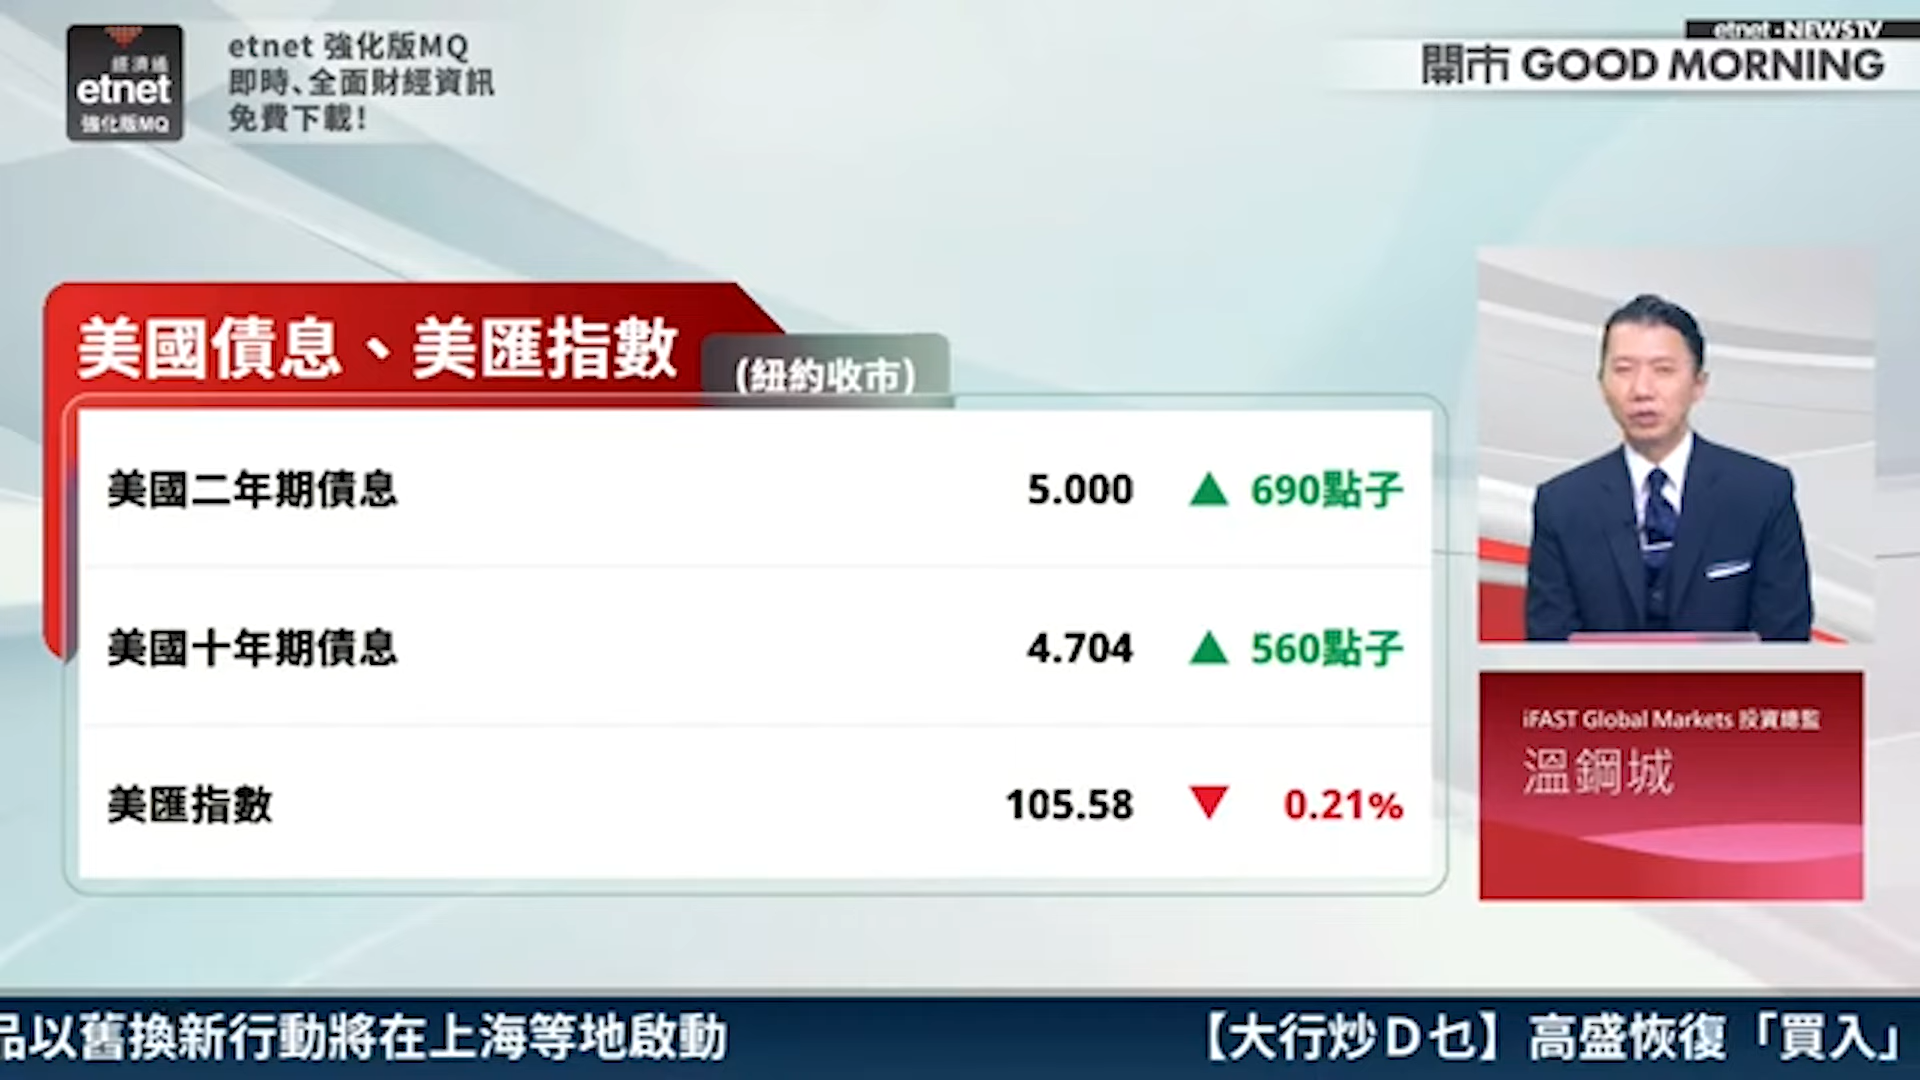 經濟通
etnet
強化版MQ
etnet 強化版MQ
即時、全面財經資訊
免費下載！
etnet·NEWSTV
開市 GOOD MORNING
美國債息、美匯指數
(紐約收市)
美國二年期債息 5.000 ▲ 690點子
美國十年期債息 4.704 ▲ 560點子
美匯指數 105.58 ▼ 0.21%
iFAST Global Markets 投資總監
溫鋼城
品以舊換新行動將在上海等地啟動 【大行炒D乜】高盛恢復「買入」